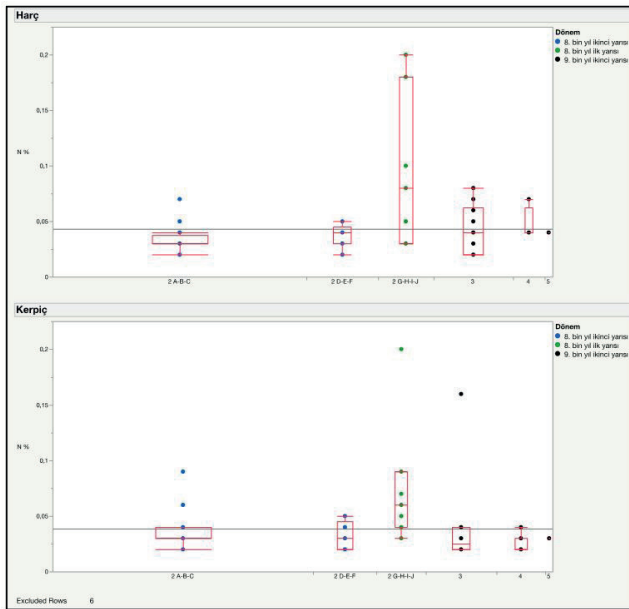 Harç
Dönem
8. bin yıl ikinci yarısı
8. bin yıl ilk yarısı
9. bin yıl ikinci yarısı
0,2
0,15
N %
0,1
0,05
0
2 A-B-C
2 D-E-F
2 G-H-I-J
3
4
5
Kerpiç
Dönem
8. bin yıl ikinci yarısı
8. bin yıl ilk yarısı
9. bin yıl ikinci yarısı
0,2
0,15
N %
0,1
0,05
0
2 A-B-C
2 D-E-F
2 G-H-I-J
3
4
5
Excluded Rows 6